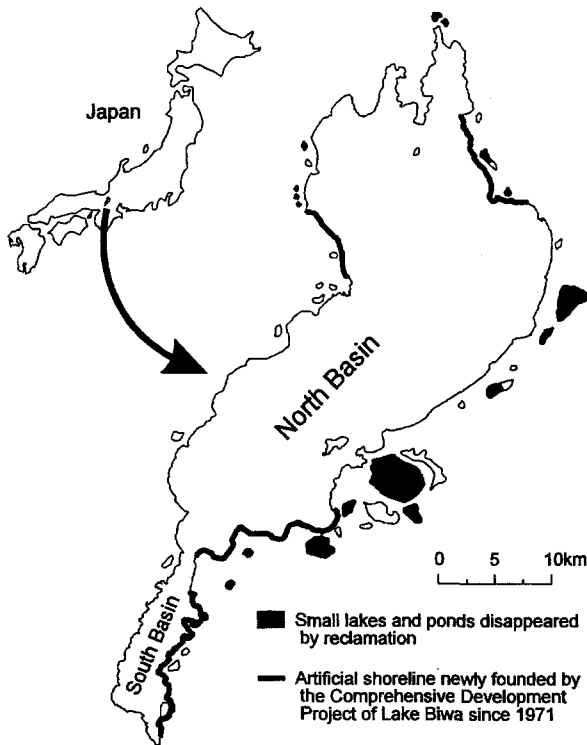 Japan
North Basin
South Basin
0 5 10km
Small lakes and ponds disappeared
by reclamation
Artificial shoreline newly founded by
the Comprehensive Development
Project of Lake Biwa since 1971